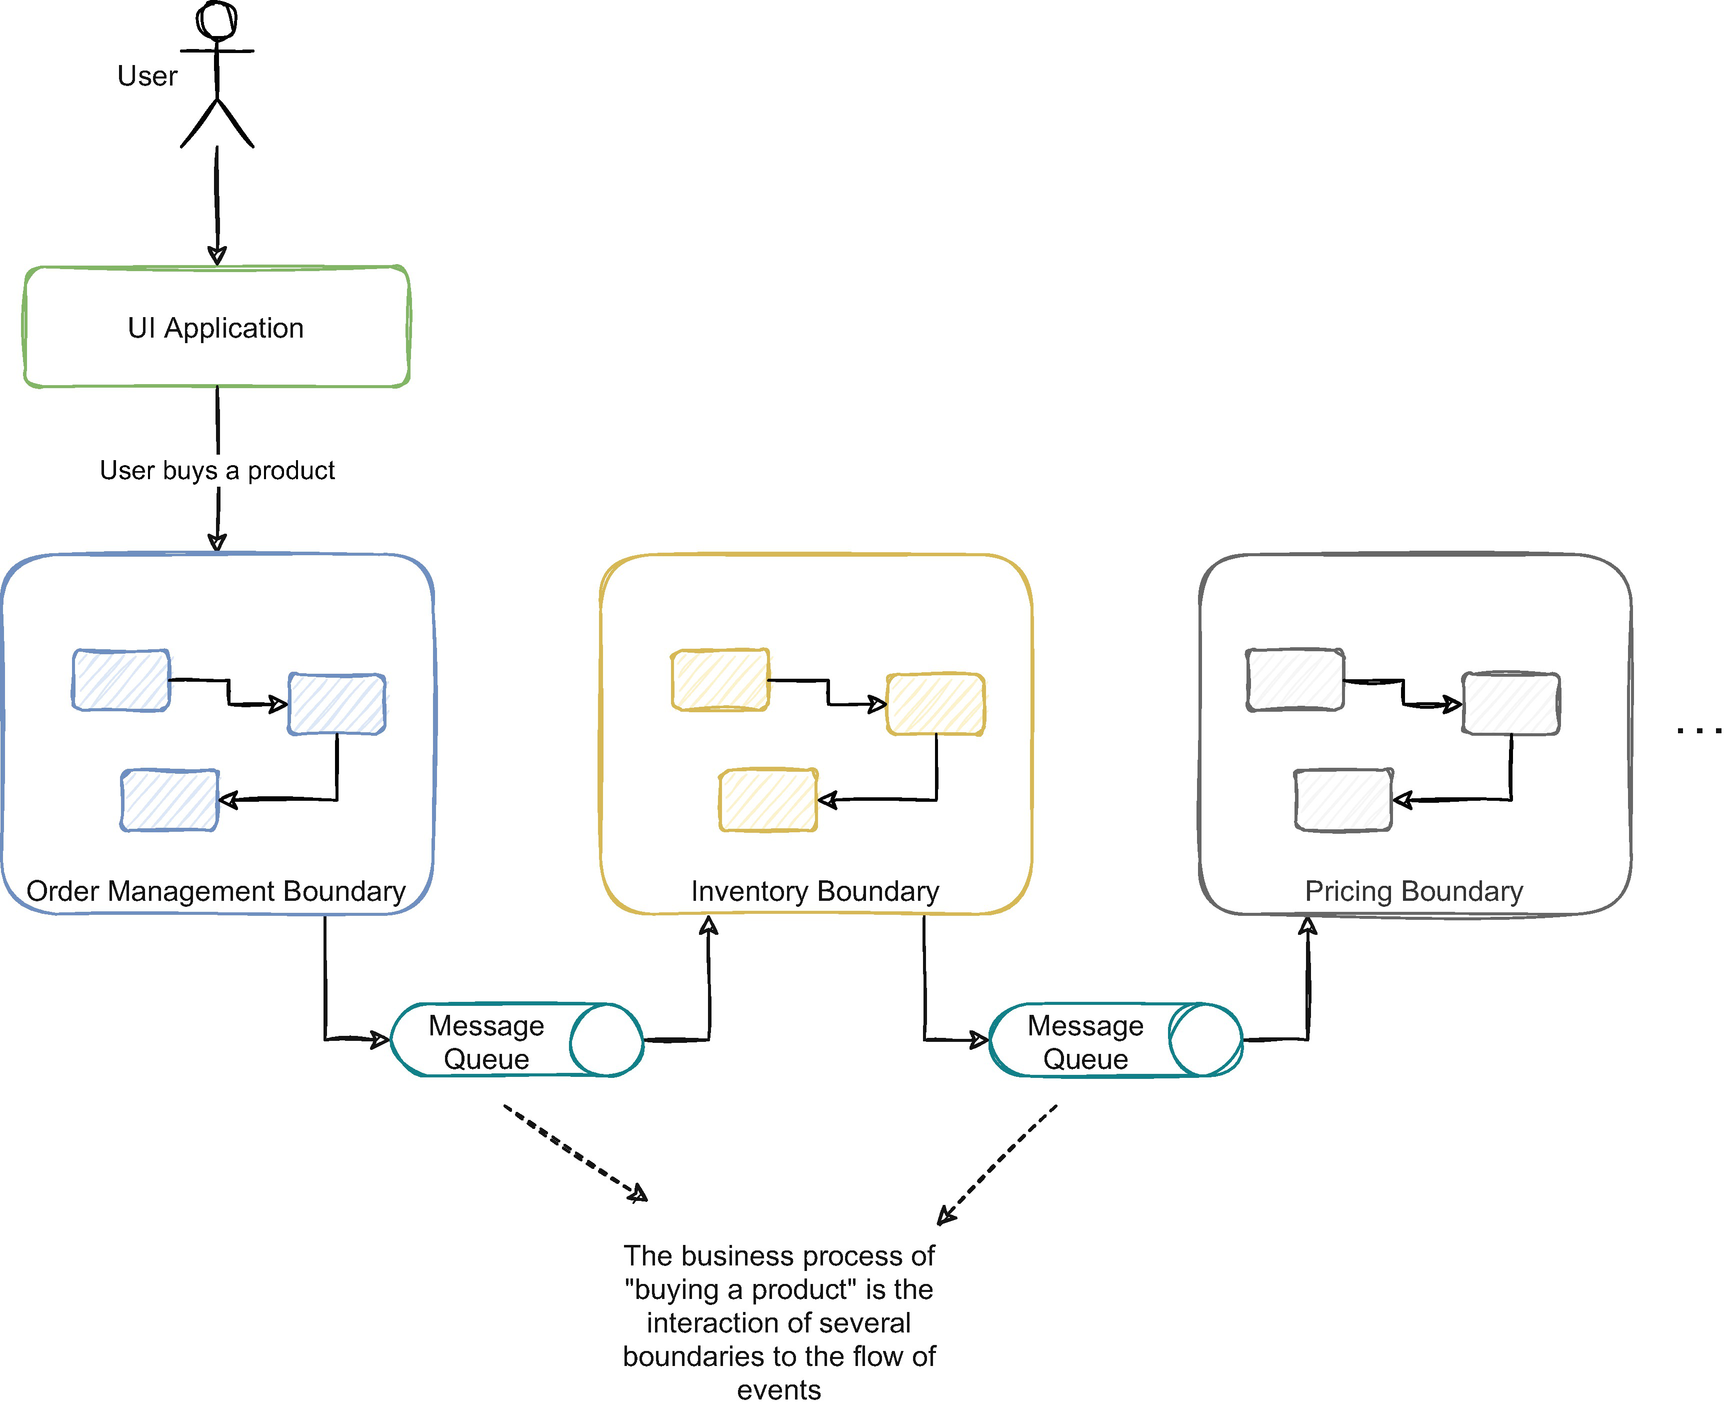 User
UI Application
User buys a product
Order Management Boundary
Inventory Boundary
Pricing Boundary
...
Message
Queue
Message
Queue
The business process of
"buying a product" is the
interaction of several
boundaries to the flow of
events